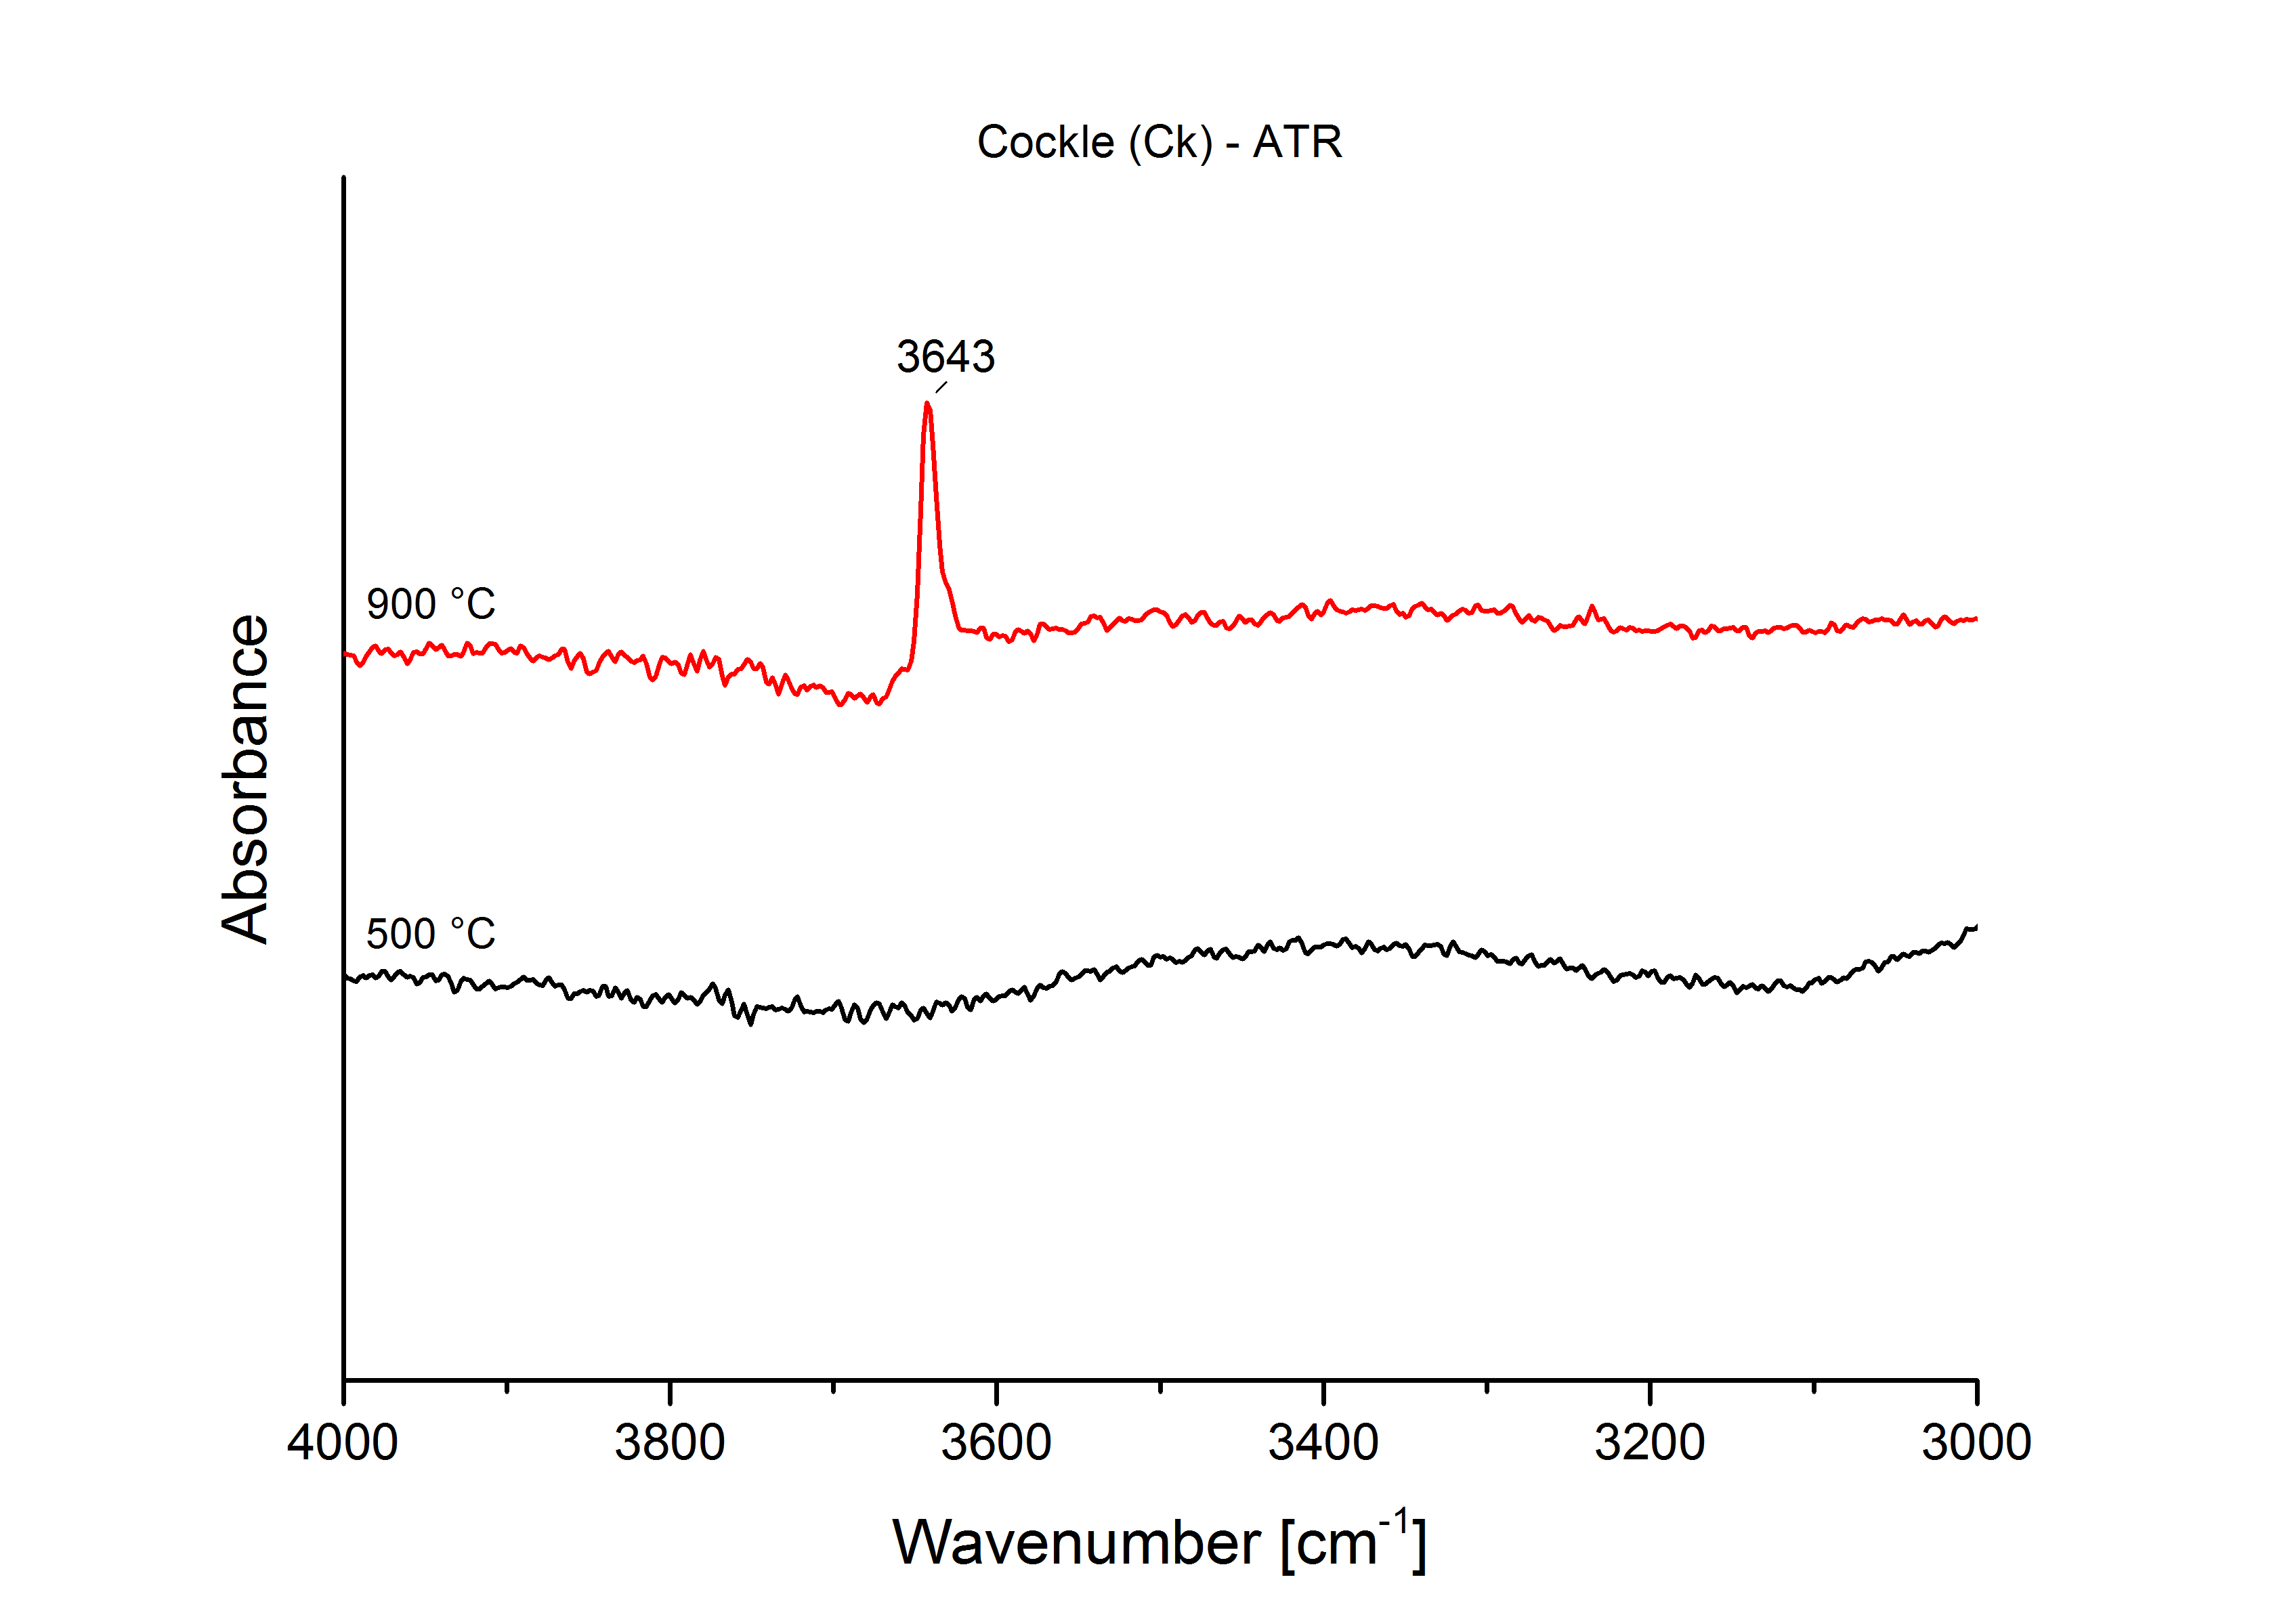 Cockle (Ck) - ATR
3643
900 °C
500 °C
Absorbance
4000 3800 3600 3400 3200 3000
Wavenumber [cm⁻¹]